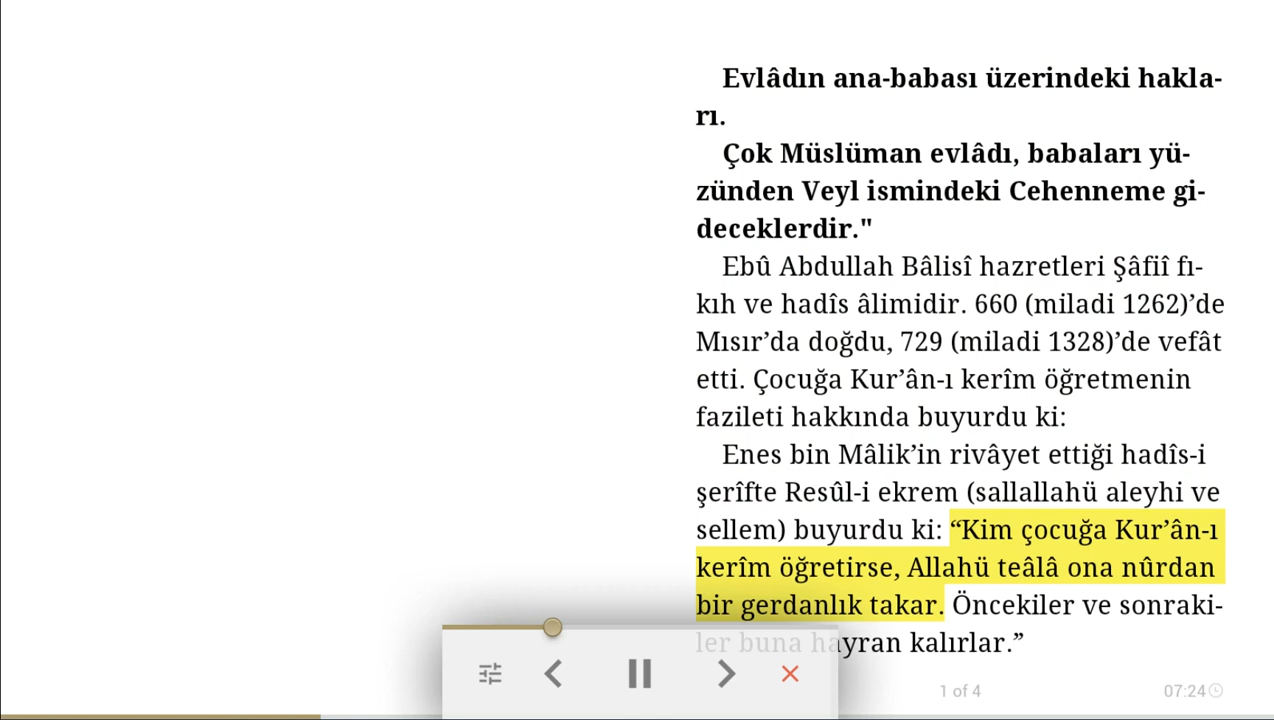 Evlâdın ana-babası üzerindeki hakla-
rı.
Çok Müslüman evlâdı, babaları yü-
zünden Veyl ismindeki Cehenneme gi-
deceklerdir."
Ebû Abdullah Bâlisî hazretleri Şâfiî fı-
kıh ve hadîs âlimidir. 660 (miladi 1262)’de
Mısır’da doğdu, 729 (miladi 1328)’de vefât
etti. Çocuğa Kur’ân-ı kerîm öğretmenin
fazileti hakkında buyurdu ki:
Enes bin Mâlik’in rivâyet ettiği hadîs-i
şerîfte Resûl-i ekrem (sallallahü aleyhi ve
sellem) buyurdu ki: “Kim çocuğa Kur’ân-ı
kerîm öğretirse, Allahü teâlâ ona nûrdan
bir gerdanlık takar. Öncekiler ve sonraki-
ler buna hayran kalırlar.”
1 of 4
07:24